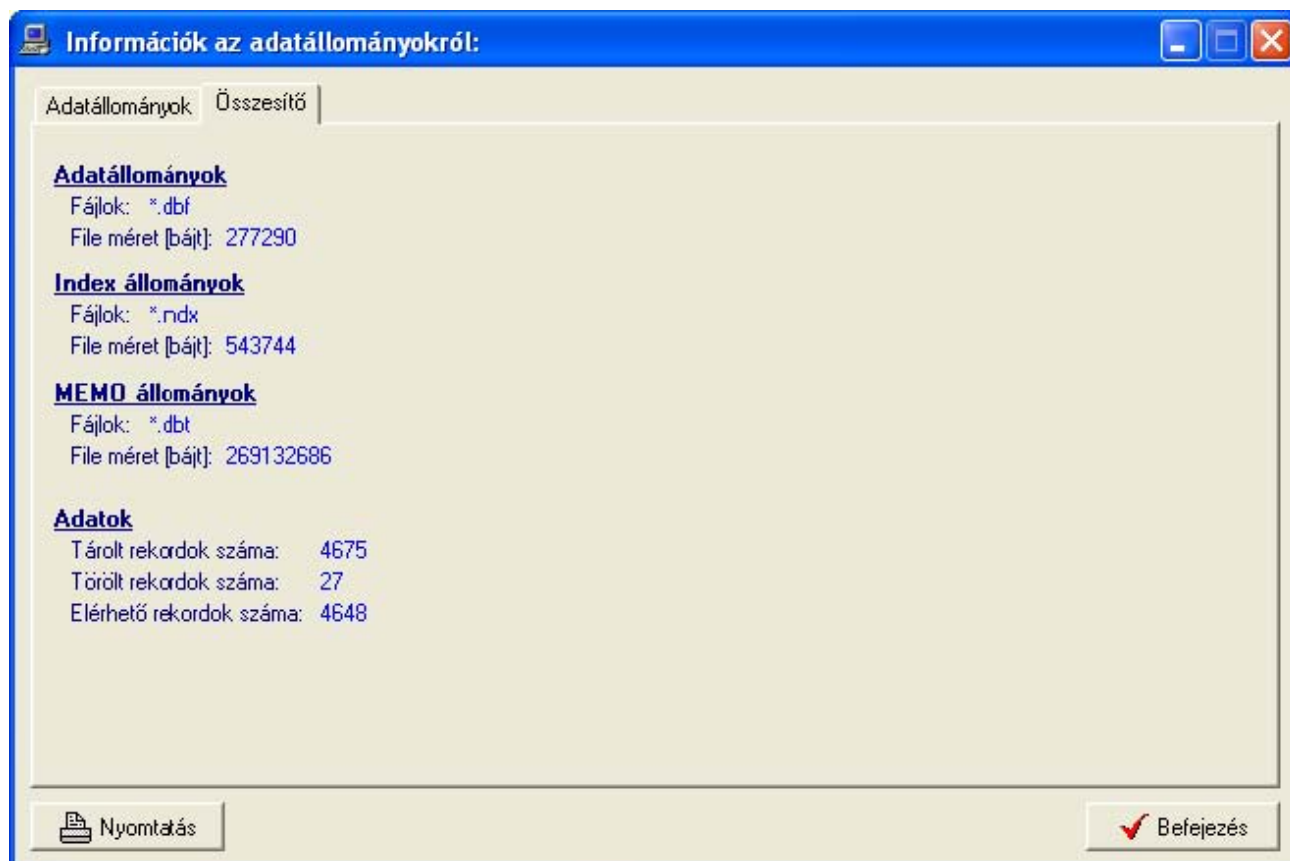 Információk az adatállományokról:
Adatállományok Összesítő
Adatállományok
Fájlok: *.dbf
File méret [bájt]: 277290
Index állományok
Fájlok: *.ndx
File méret [bájt]: 543744
MEMO állományok
Fájlok: *.dbt
File méret [bájt]: 269132686
Adatok
Tárolt rekordok száma: 4675
Törölt rekordok száma: 27
Elérhető rekordok száma: 4648
Nyomtatás Befejezés